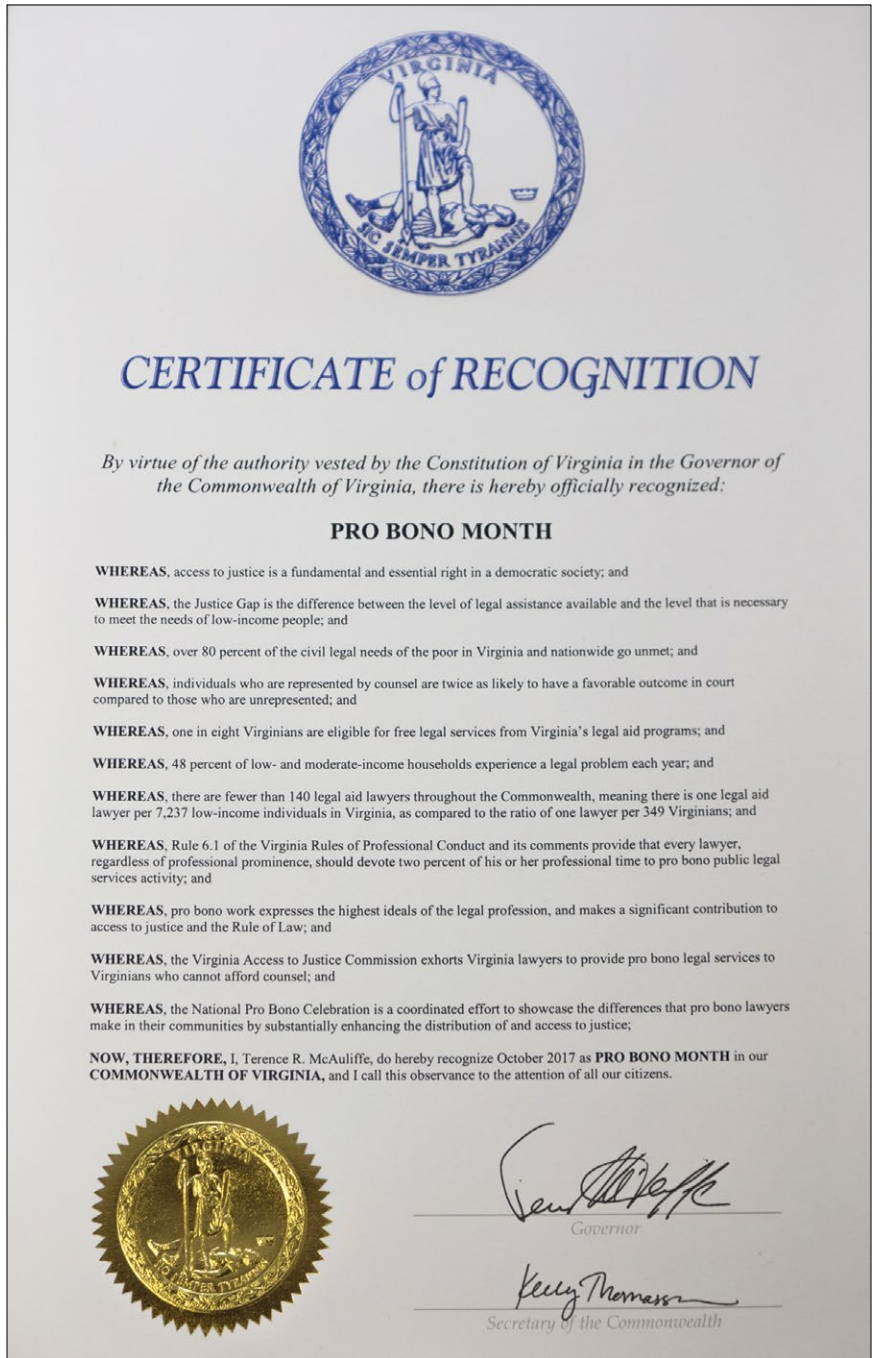 VIRGINIA
SIC SEMPER TYRANNIS
CERTIFICATE of RECOGNITION
By virtue of the authority vested by the Constitution of Virginia in the Governor of
the Commonwealth of Virginia, there is hereby officially recognized:
PRO BONO MONTH
WHEREAS, access to justice is a fundamental and essential right in a democratic society; and
WHEREAS, the Justice Gap is the difference between the level of legal assistance available and the level that is necessary
to meet the needs of low-income people; and
WHEREAS, over 80 percent of the civil legal needs of the poor in Virginia and nationwide go unmet; and
WHEREAS, individuals who are represented by counsel are twice as likely to have a favorable outcome in court
compared to those who are unrepresented; and
WHEREAS, one in eight Virginians are eligible for free legal services from Virginia's legal aid programs; and
WHEREAS, 48 percent of low- and moderate-income households experience a legal problem each year; and
WHEREAS, there are fewer than 140 legal aid lawyers throughout the Commonwealth, meaning there is one legal aid
lawyer per 7,237 low-income individuals in Virginia, as compared to the ratio of one lawyer per 349 Virginians; and
WHEREAS, Rule 6.1 of the Virginia Rules of Professional Conduct and its comments provide that every lawyer,
regardless of professional prominence, should devote two percent of his or her professional time to pro bono public legal
services activity; and
WHEREAS, pro bono work expresses the highest ideals of the legal profession, and makes a significant contribution to
access to justice and the Rule of Law; and
WHEREAS, the Virginia Access to Justice Commission exhorts Virginia lawyers to provide pro bono legal services to
Virginians who cannot afford counsel; and
WHEREAS, the National Pro Bono Celebration is a coordinated effort to showcase the differences that pro bono lawyers
make in their communities by substantially enhancing the distribution of and access to justice;
NOW, THEREFORE, I, Terence R. McAuliffe, do hereby recognize October 2017 as PRO BONO MONTH in our
COMMONWEALTH OF VIRGINIA, and I call this observance to the attention of all our citizens.
VIRGINIA
SIC SEMPER TYRANNIS
Governor
Kelly Thomasson
Secretary of the Commonwealth